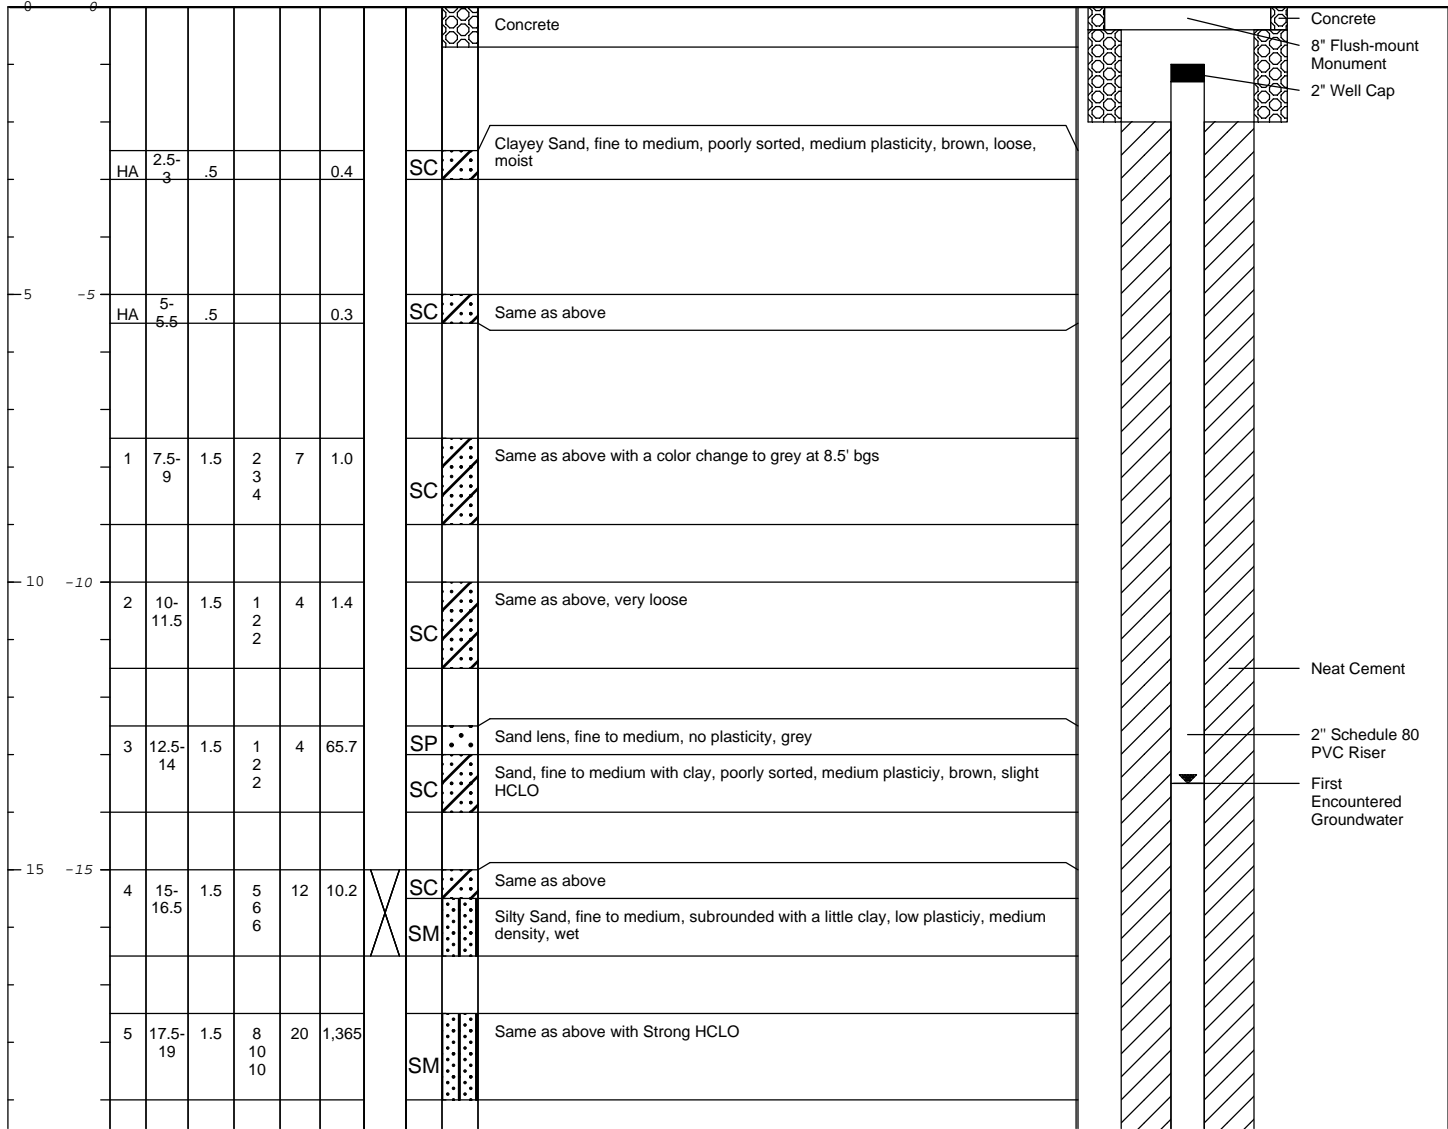 0 0
Concrete
Concrete
8" Flush-mount
Monument
2" Well Cap
HA 2.5-
3 .5 0.4 SC
Clayey Sand, fine to medium, poorly sorted, medium plasticity, brown, loose,
moist
5 -5
HA 5-
5.5 .5 0.3 SC Same as above
1 7.5-
9 1.5 2
3
4 7 1.0 SC Same as above with a color change to grey at 8.5' bgs
10 -10
2 10-
11.5 1.5 1
2
2 4 1.4 SC Same as above, very loose
Neat Cement
3 12.5-
14 1.5 1
2
2 4 65.7
SP Sand lens, fine to medium, no plasticity, grey
SC Sand, fine to medium with clay, poorly sorted, medium plasticiy, brown, slight
HCLO
2" Schedule 80
PVC Riser
First
Encountered
Groundwater
15 -15
4 15-
16.5 1.5 5
6
6 12 10.2
SC Same as above
SM Silty Sand, fine to medium, subrounded with a little clay, low plasticiy, medium
density, wet
5 17.5-
19 1.5 8
10
10 20 1,365 SM Same as above with Strong HCLO